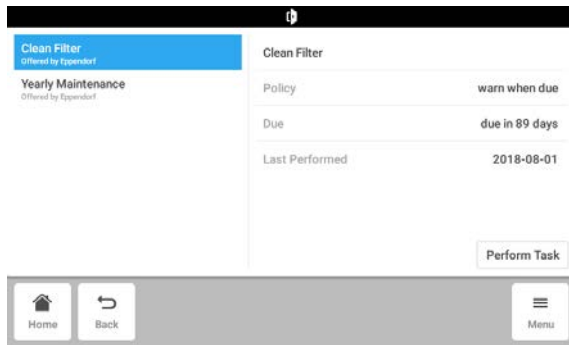 Clean Filter
Offered by Eppendorf
Yearly Maintenance
Offered by Eppendorf
Clean Filter
Policy warn when due
Due due in 89 days
Last Performed 2018-08-01
Perform Task
Home Back Menu